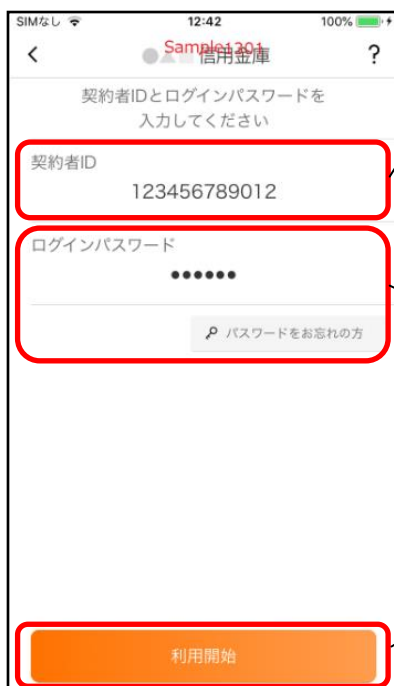 SIMなし 12:42 100%
< ●▲■信用金庫 ?
Sample1201
契約者IDとログインパスワードを
入力してください
契約者ID
123456789012
ログインパスワード
••••••
パスワードをお忘れの方
利用開始